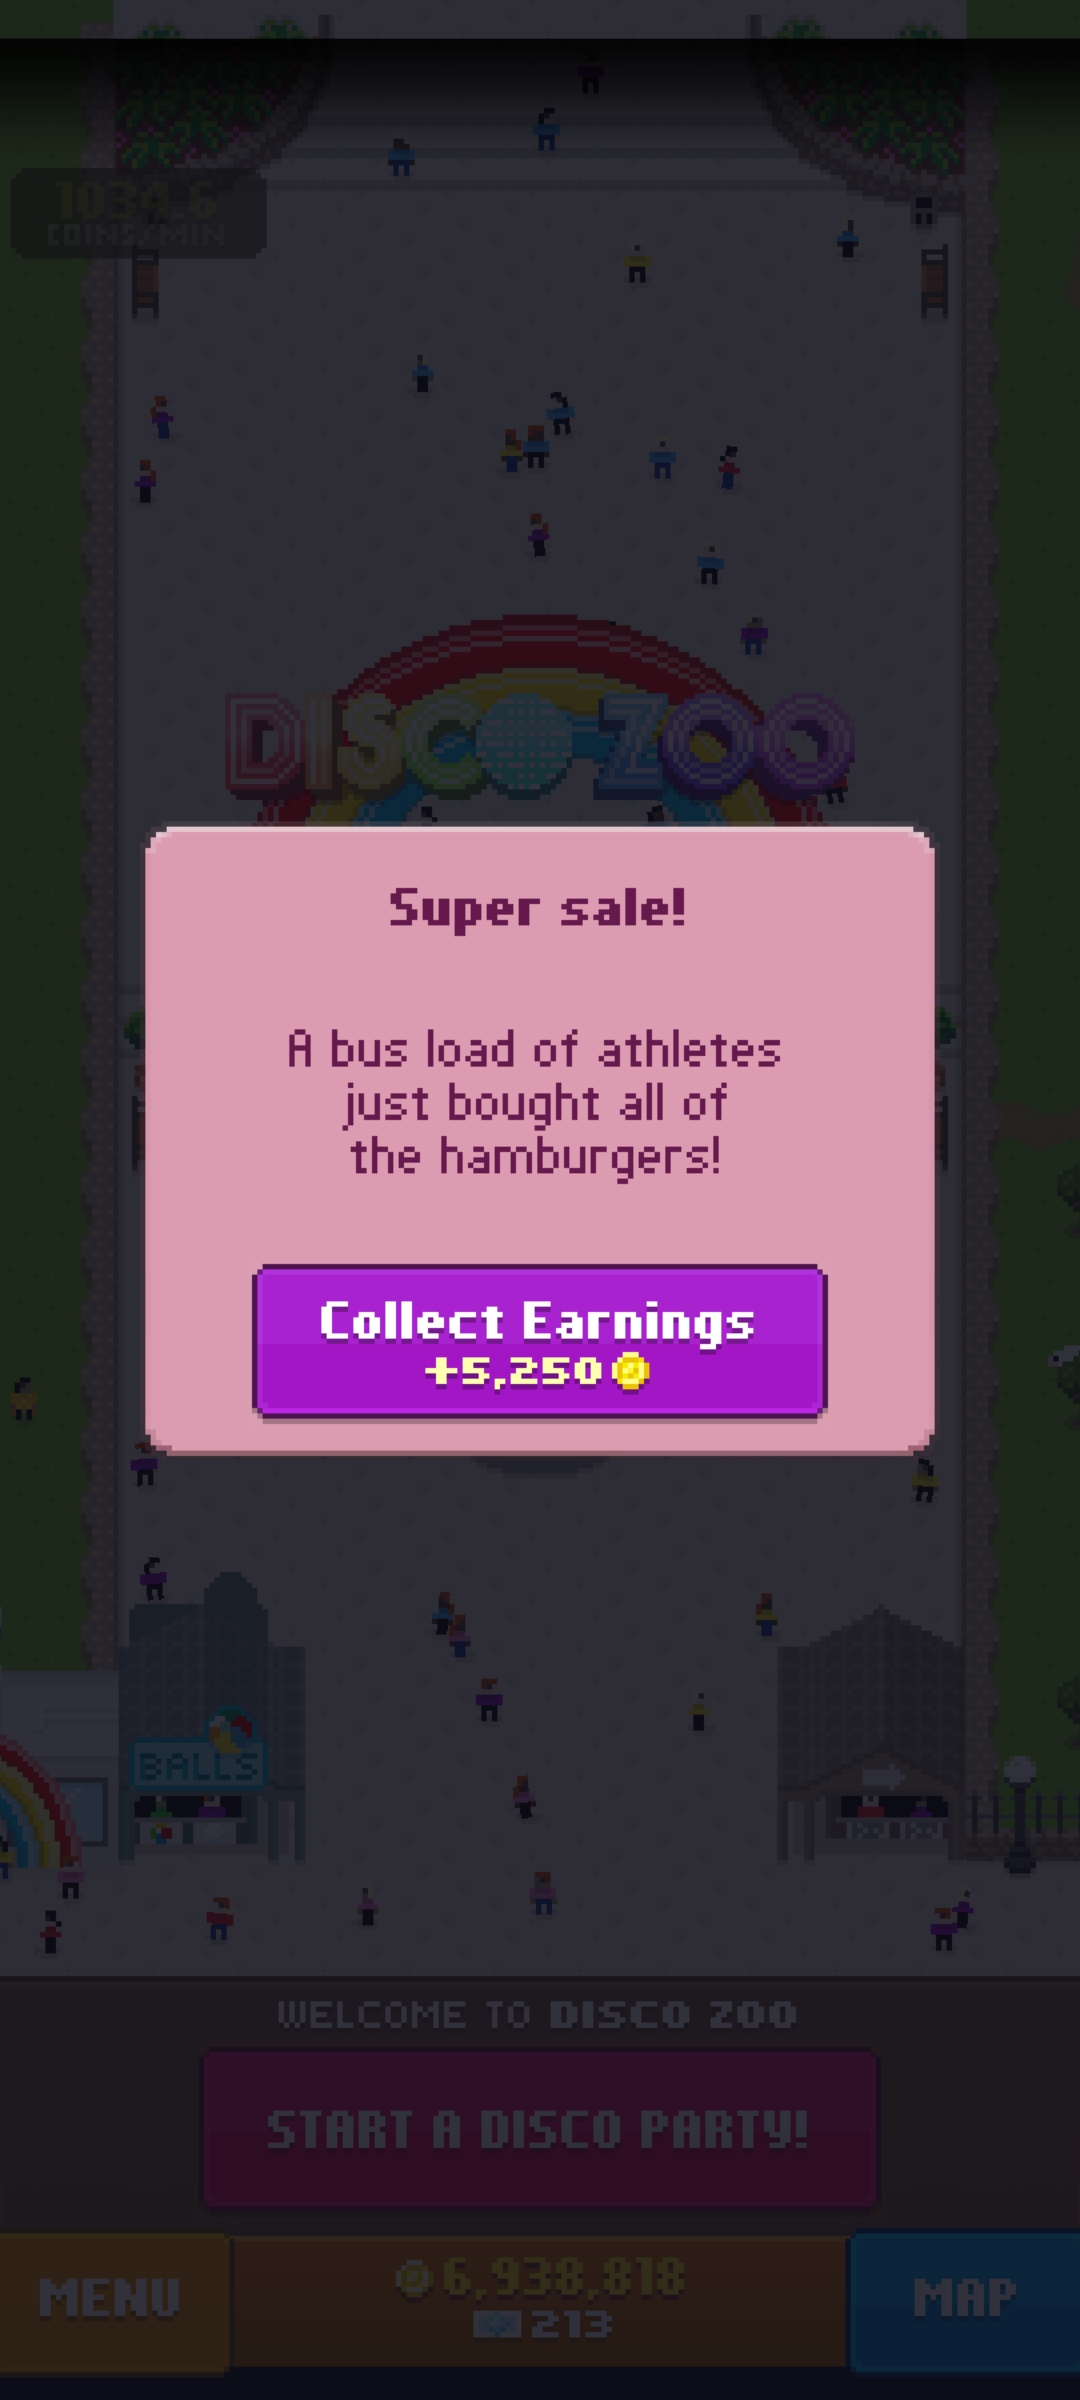 1034.6
COINS/MIN
DISCO ZOO
Super sale!
A bus load of athletes
just bought all of
the hamburgers!
Collect Earnings
+5,250
BALLS
WELCOME TO DISCO ZOO
START A DISCO PARTY!
MENU
6,938,818
213
MAP